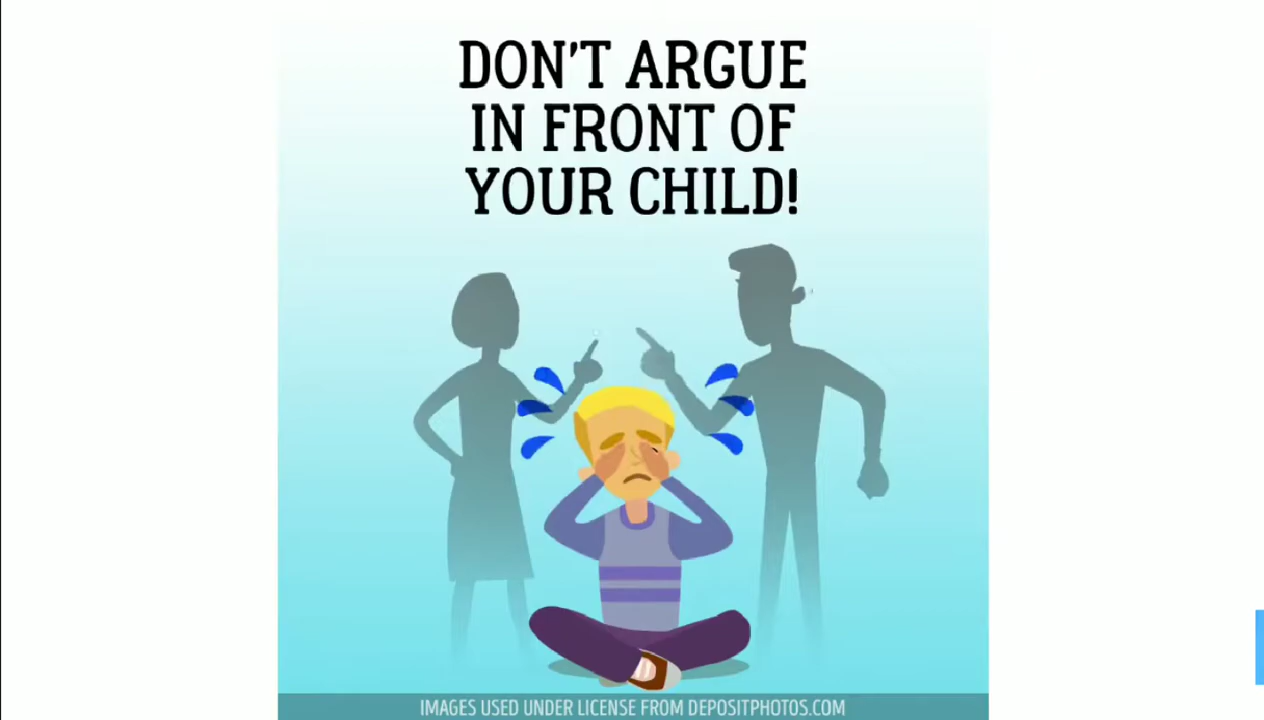 DON'T ARGUE
IN FRONT OF
YOUR CHILD!
IMAGES USED UNDER LICENSE FROM DEPOSITPHOTOS.COM